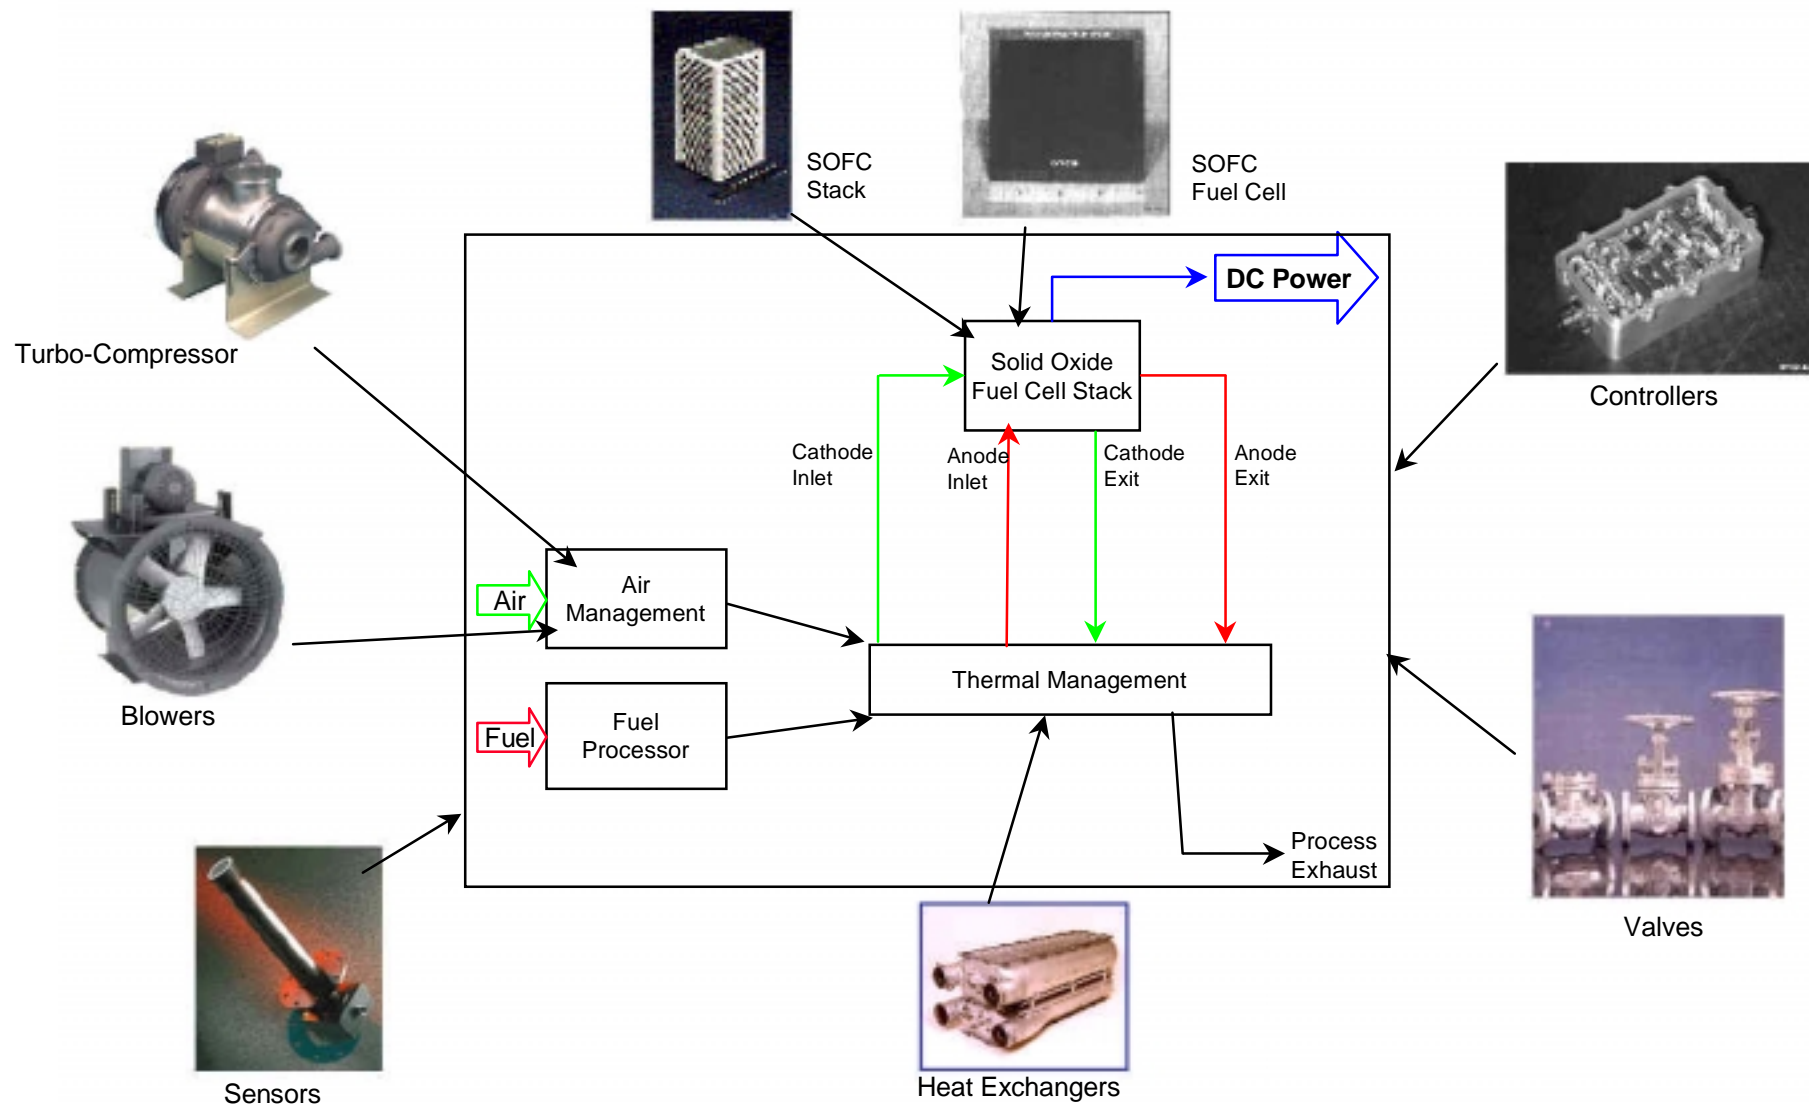 SOFC
Stack
SOFC
Fuel Cell
DC Power
Turbo-Compressor
Solid Oxide
Fuel Cell Stack
Controllers
Cathode
Inlet
Anode
Inlet
Cathode
Exit
Anode
Exit
Air
Air
Management
Thermal Management
Blowers
Fuel
Fuel
Processor
Process
Exhaust
Valves
Sensors
Heat Exchangers